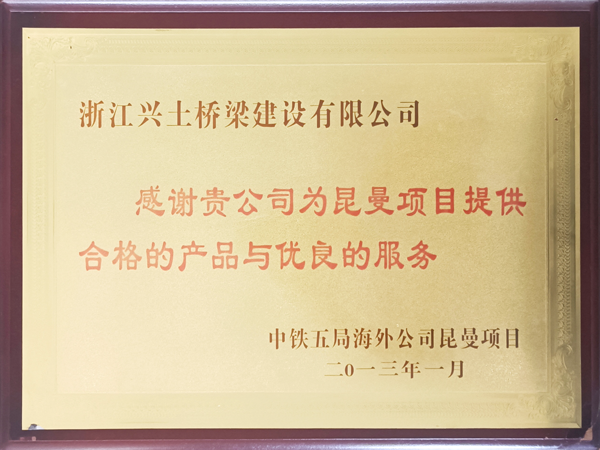 浙江兴土桥梁建设有限公司
感谢贵公司为昆曼项目提供
合格的产品与优良的服务
中铁五局海外公司昆曼项目
二0一三年一月